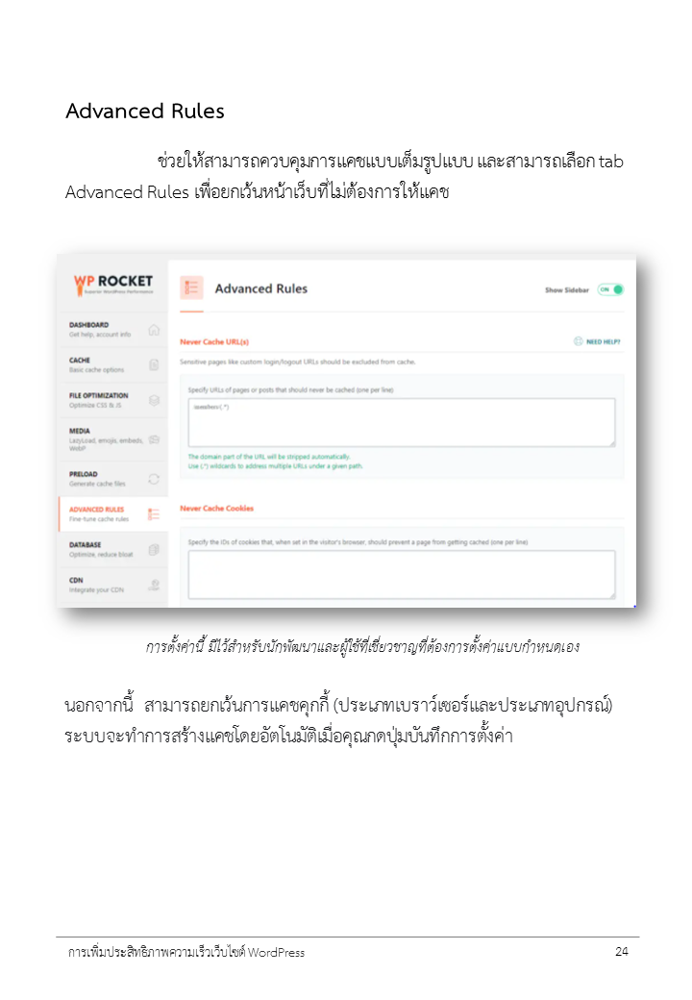 Advanced Rules
ช่วยให้สามารถควบคุมการแคชแบบเต็มรูปแบบ และสามารถเลือก tab
Advanced Rules เพื่อยกเว้นหน้าเว็บที่ไม่ต้องการให้แคช
WP ROCKET
Superior WordPress Performance
Advanced Rules
Show Sidebar
ON
DASHBOARD
Get help, account info
CACHE
Basic cache options
FILE OPTIMIZATION
Optimize CSS & JS
MEDIA
LazyLoad, emojis, embeds,
WebP
PRELOAD
Generate cache files
ADVANCED RULES
Fine-tune cache rules
DATABASE
Optimize, reduce bloat
CDN
Integrate your CDN
Never Cache URL(s)
NEED HELP?
Sensitive pages like custom login/logout URLs should be excluded from cache.
Specify URLs of pages or posts that should never be cached (one per line)
/members/(.*)
The domain part of the URL will be stripped automatically.
Use (.*) wildcards to address multiple URLs under a given path.
Never Cache Cookies
Specify the IDs of cookies that, when set in the visitor's browser, should prevent a page from getting cached (one per line)
การตั้งค่านี้ มีไว้สำหรับนักพัฒนาและผู้ใช้ที่เชี่ยวชาญที่ต้องการตั้งค่าแบบกำหนดเอง
นอกจากนี้ สามารถยกเว้นการแคชคุกกี้ (ประเภทเบราว์เซอร์และประเภทอุปกรณ์)
ระบบจะทำการสร้างแคชโดยอัตโนมัติเมื่อคุณกดปุ่มบันทึกการตั้งค่า
การเพิ่มประสิทธิภาพความเร็วเว็บไซต์ WordPress
24